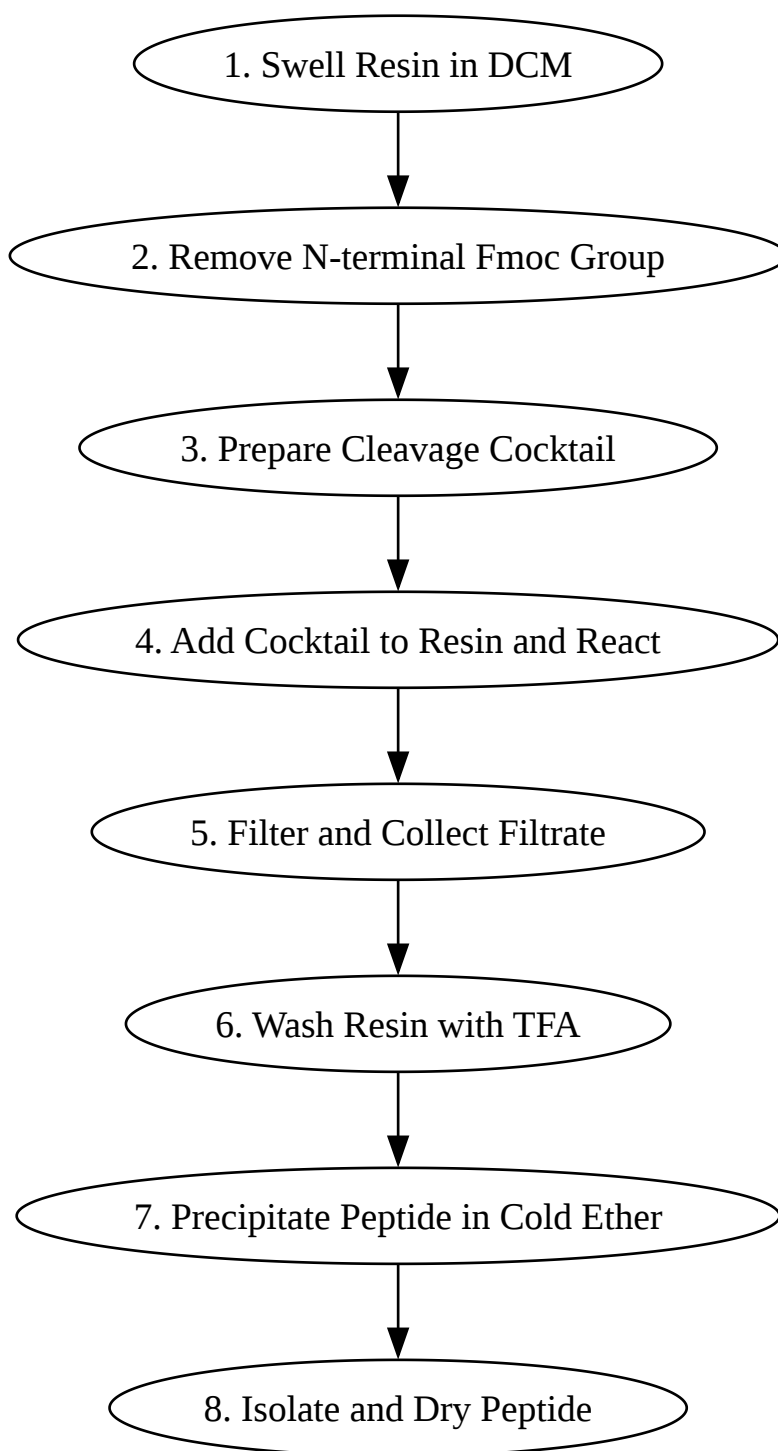 1. Swell Resin in DCM
2. Remove N-terminal Fmoc Group
3. Prepare Cleavage Cocktail
4. Add Cocktail to Resin and React
5. Filter and Collect Filtrate
6. Wash Resin with TFA
7. Precipitate Peptide in Cold Ether
8. Isolate and Dry Peptide